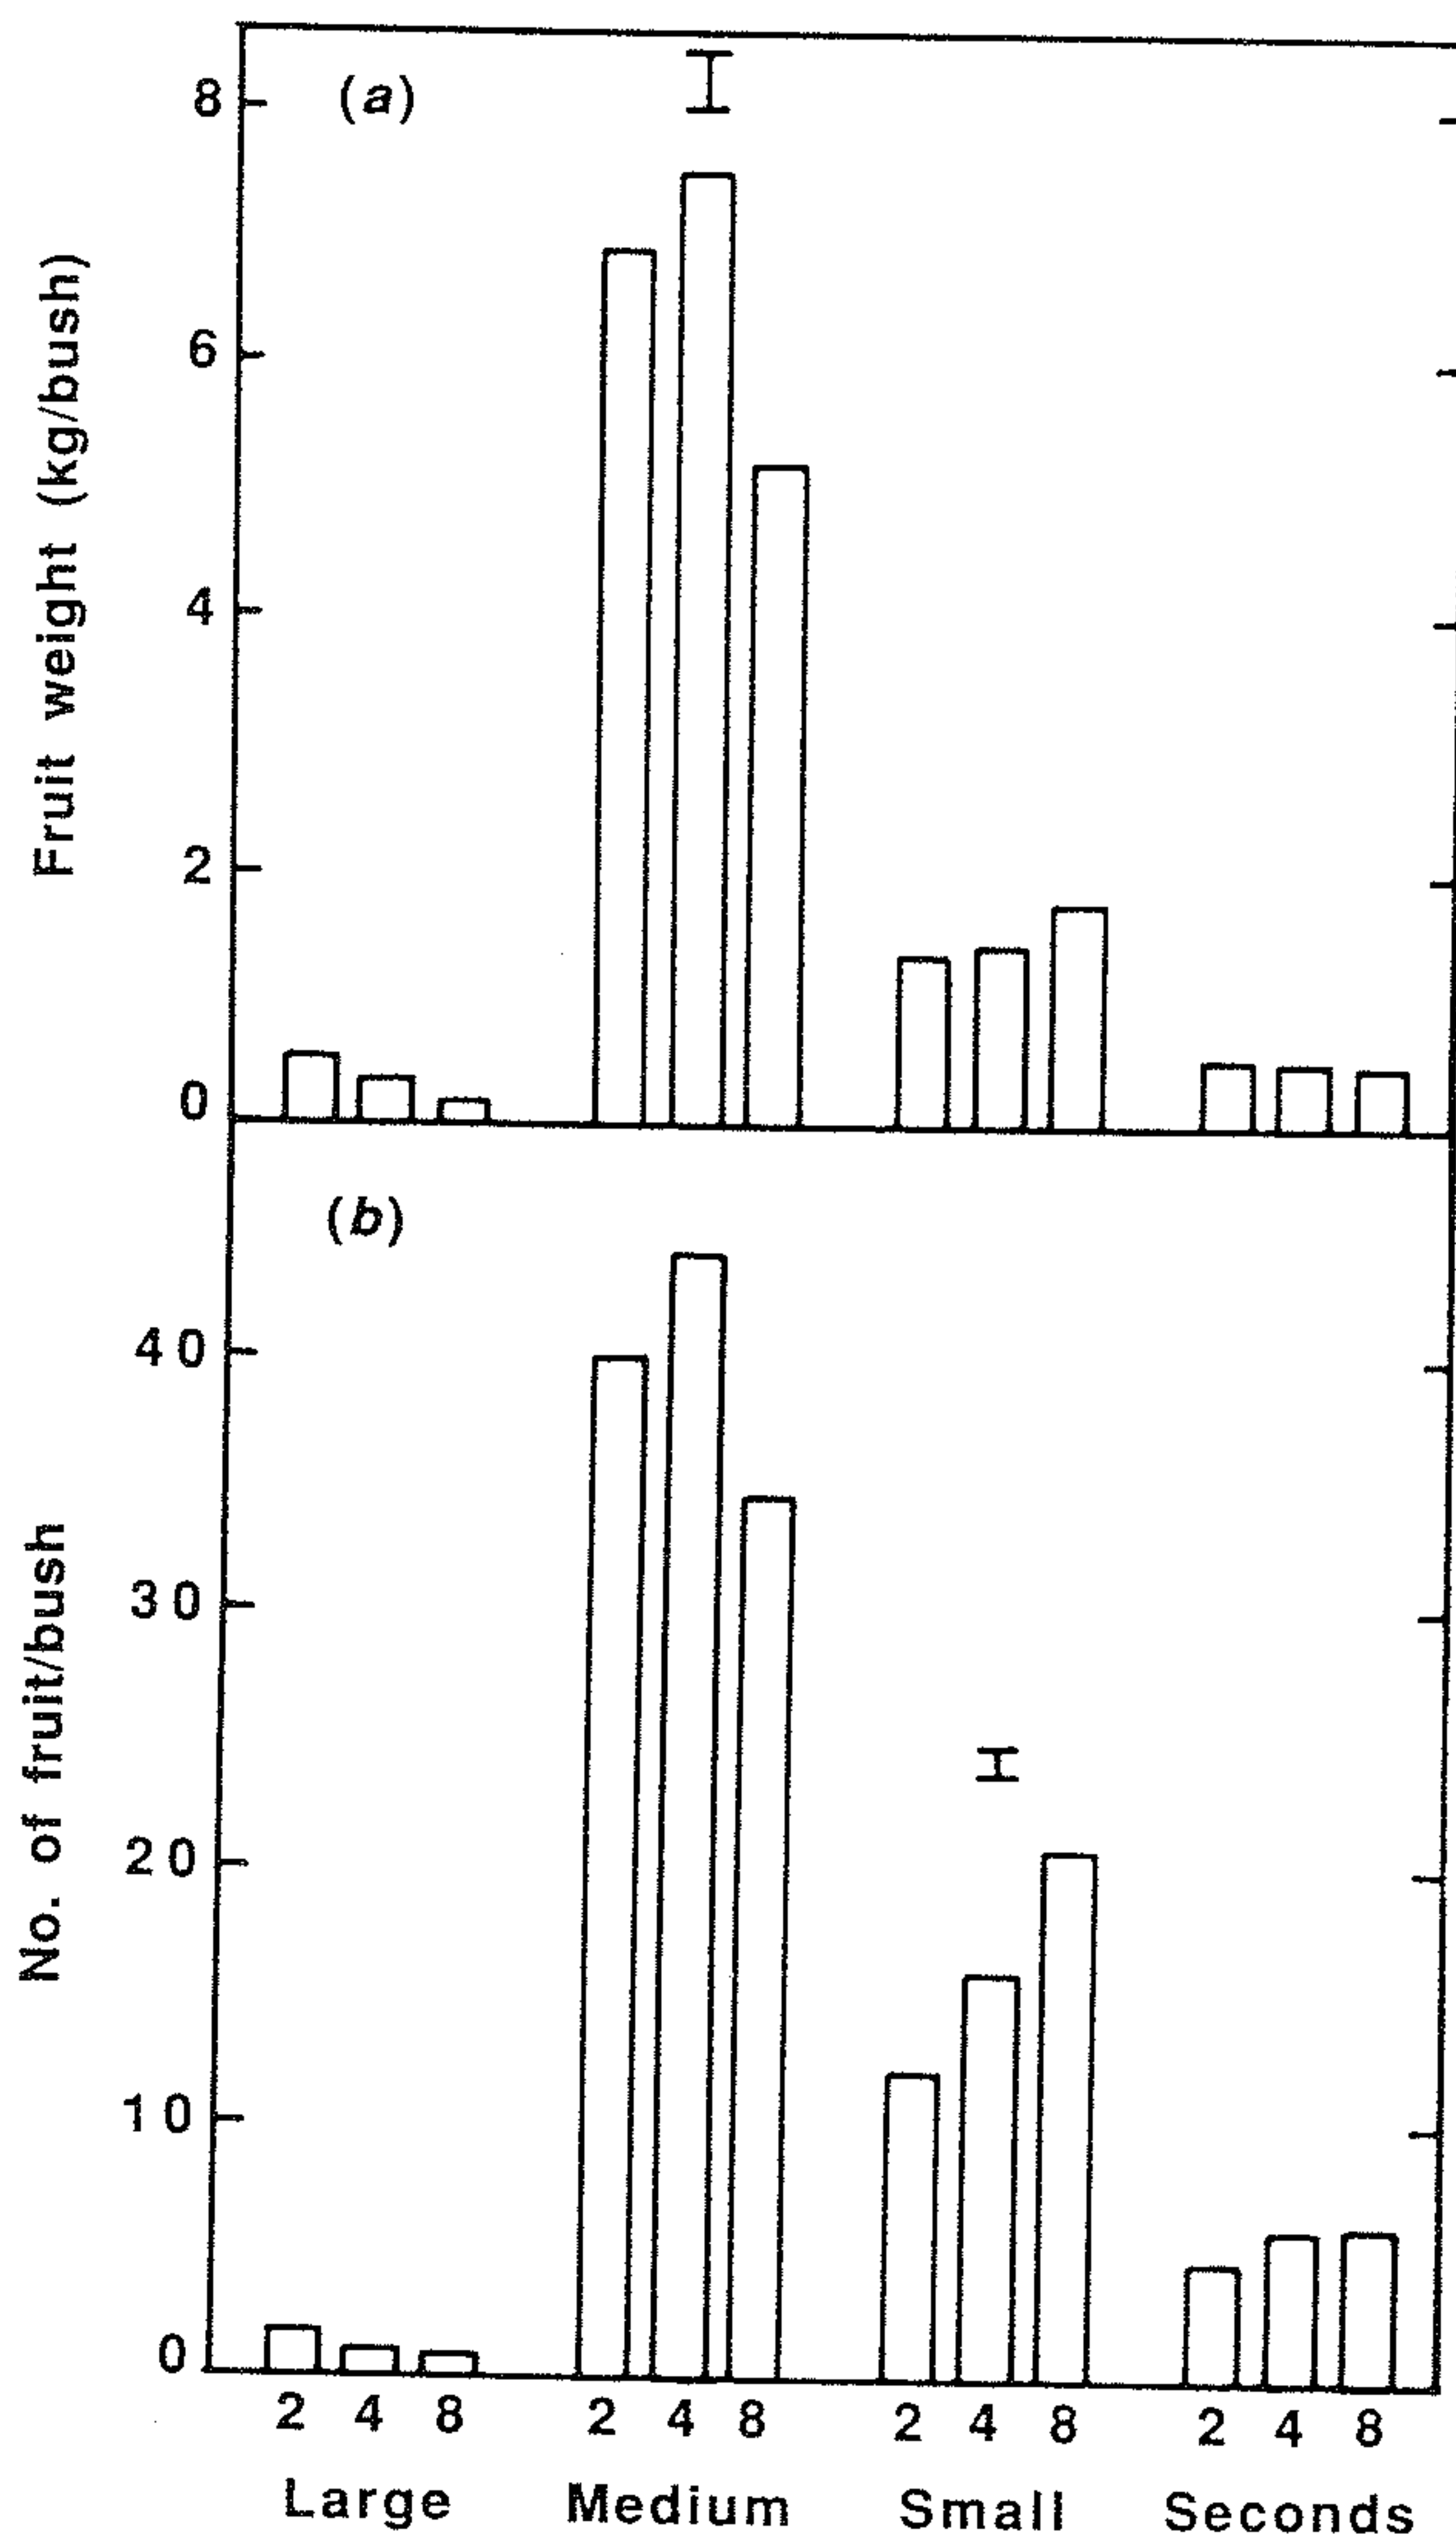 (a)
Fruit weight (kg/bush)
8
6
4
2
0
(b)
No. of fruit/bush
40
30
20
10
0
2 4 8 2 4 8 2 4 8 2 4 8
Large Medium Small Seconds